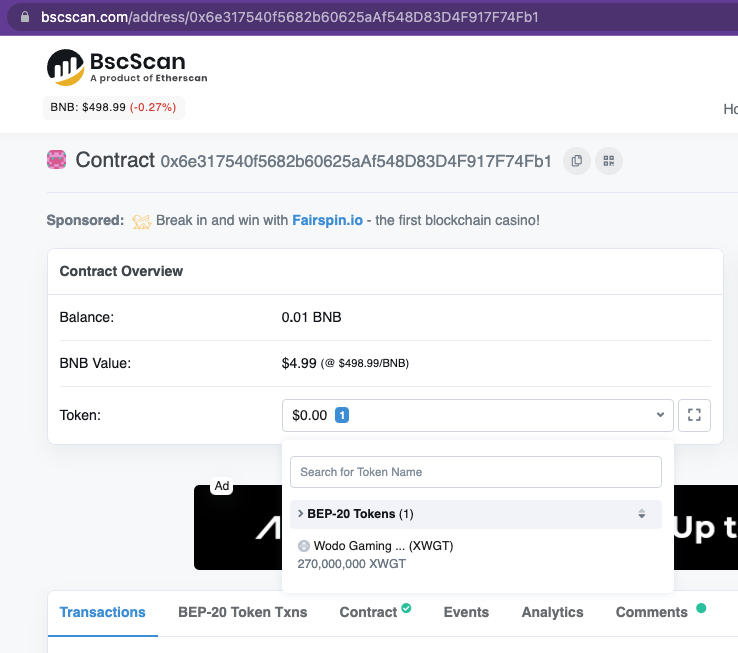 bscscan.com/address/0x6e317540f5682b60625aAf548D83D4F917F74Fb1
BscScan
A product of Etherscan
BNB: $498.99 (-0.27%)
Contract 0x6e317540f5682b60625aAf548D83D4F917F74Fb1
Sponsored: Break in and win with Fairspin.io - the first blockchain casino!
Contract Overview
Balance: 0.01 BNB
BNB Value: $4.99 (@ $498.99/BNB)
Token: $0.00 1
Search for Token Name
Ad
BEP-20 Tokens (1)
Up t
Wodo Gaming ... (XWGT)
270,000,000 XWGT
Transactions BEP-20 Token Txns Contract Events Analytics Comments